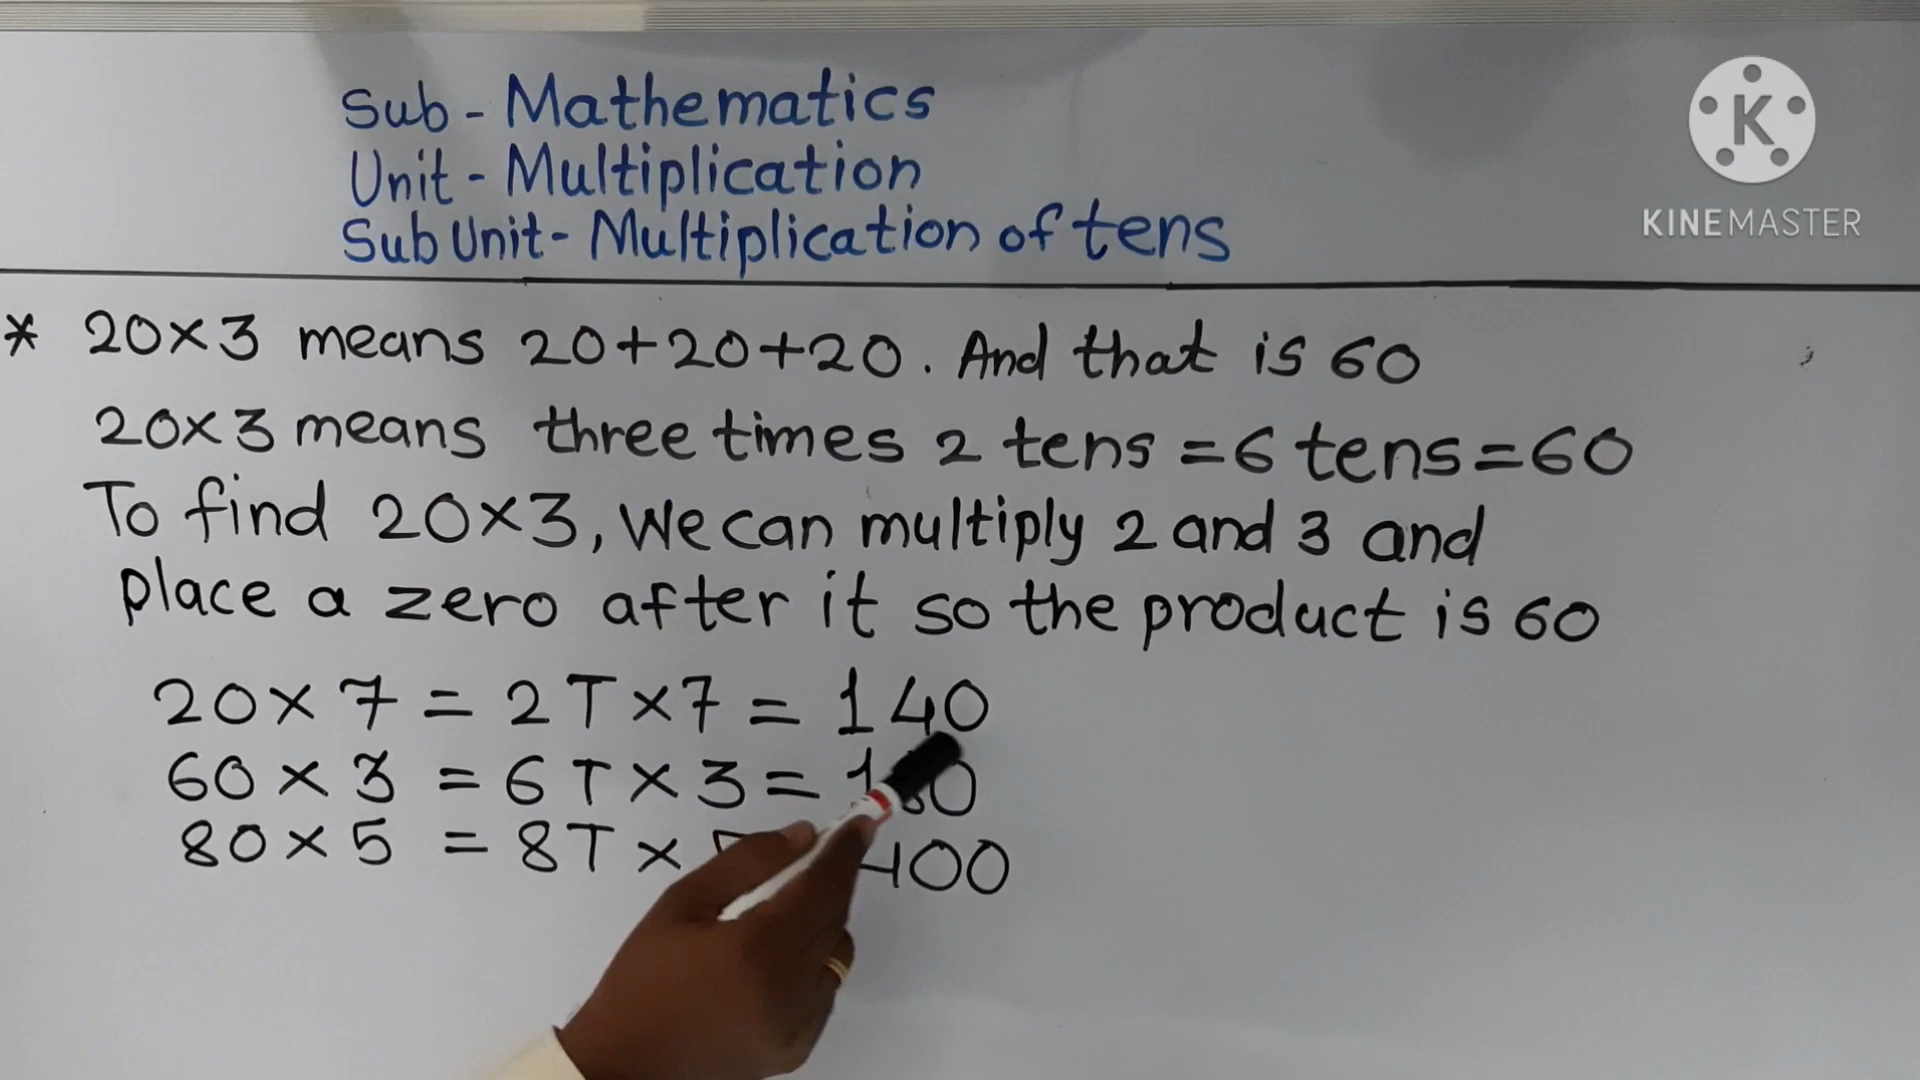 Sub - Mathematics
Unit - Multiplication
Sub Unit - Multiplication of tens
K
KINEMASTER
* 20×3 means 20+20+20. And that is 60
20×3 means three times 2 tens = 6 tens = 60
To find 20×3, We can multiply 2 and 3 and
place a zero after it so the product is 60
20 × 7 = 2T × 7 = 140
60 × 3 = 6T × 3 =
80 × 5 = 8T × 400